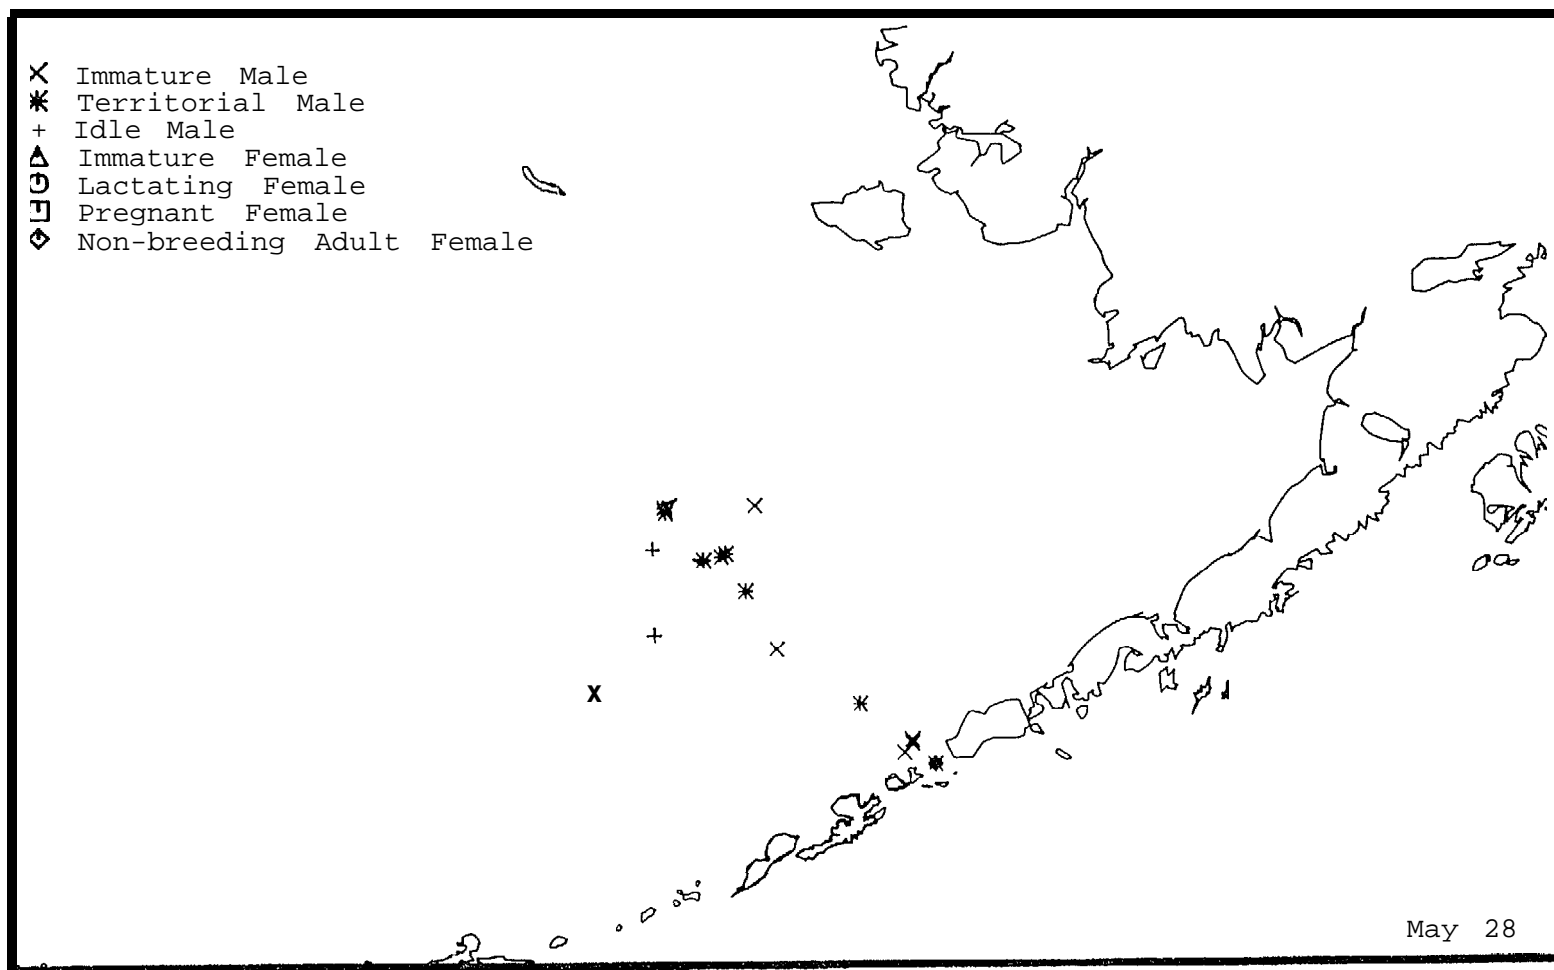 Immature Male
Territorial Male
Idle Male
Immature Female
Lactating Female
Pregnant Female
Non-breeding Adult Female
May 28